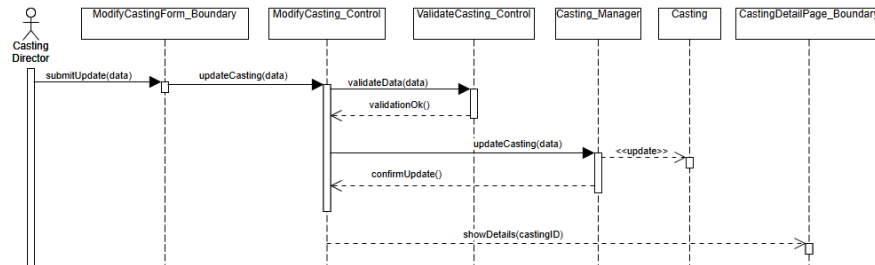 ModifyCastingForm_Boundary
ModifyCasting_Control
ValidateCasting_Control
Casting_Manager
Casting
CastingDetailPage_Boundary
Casting
Director
submitUpdate(data)
updateCasting(data)
validateData(data)
validationOk()
updateCasting(data)
<<update>>
confirmUpdate()
showDetails(castingID)